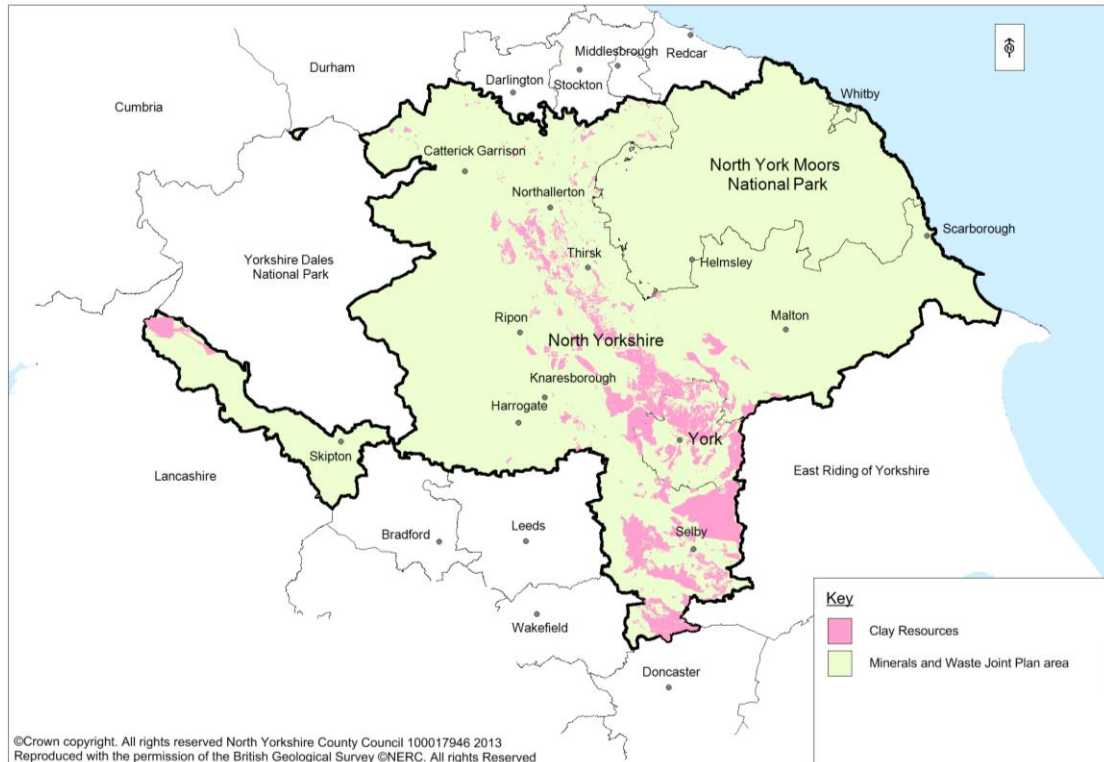 Redcar
Middlesbrough
Durham
Stockton
Darlington
Cumbria
Whitby
Catterick Garrison
North York Moors
National Park
Northallerton
Scarborough
Yorkshire Dales
National Park
Thirsk
Helmsley
Ripon
Malton
North Yorkshire
Knaresborough
Harrogate
York
Skipton
East Riding of Yorkshire
Lancashire
Bradford
Leeds
Selby
Wakefield
Doncaster
Key
Clay Resources
Minerals and Waste Joint Plan area
©Crown copyright. All rights reserved North Yorkshire County Council 100017946 2013
Reproduced with the permission of the British Geological Survey ©NERC. All rights Reserved